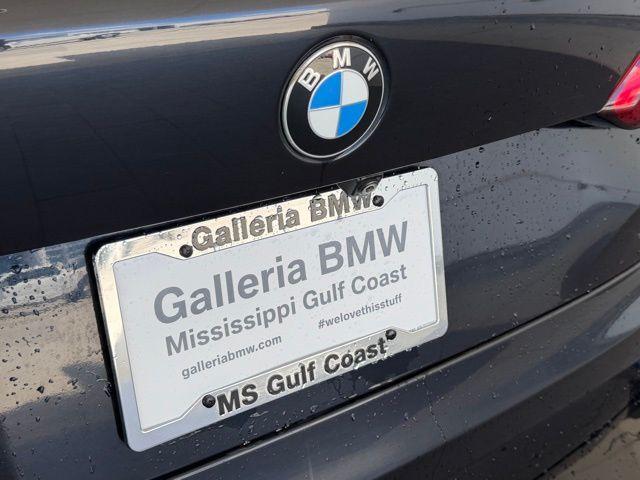 BMW
Galleria BMW
Galleria BMW
Mississippi Gulf Coast
galleriabmw.com #welovethisstuff
MS Gulf Coast